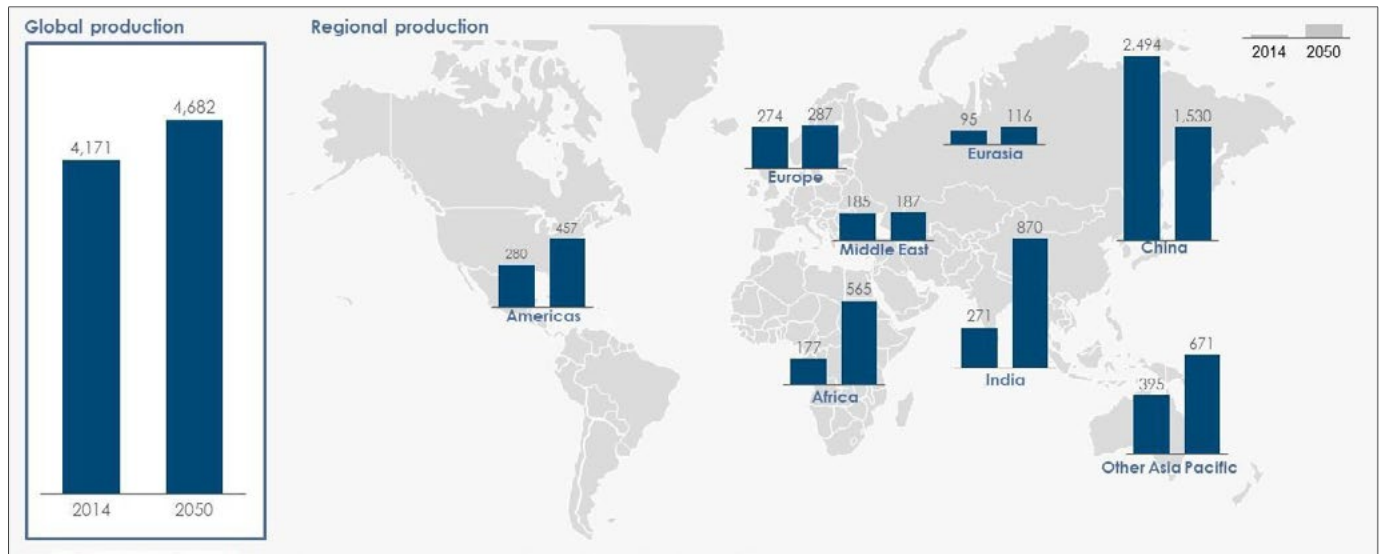 Global production
4,171
4,682
2014
2050
Regional production
2014
2050
280
457
Americas
274
287
Europe
185
187
Middle East
177
565
Africa
95
116
Eurasia
271
870
India
2.494
1,530
China
395
671
Other Asia Pacific